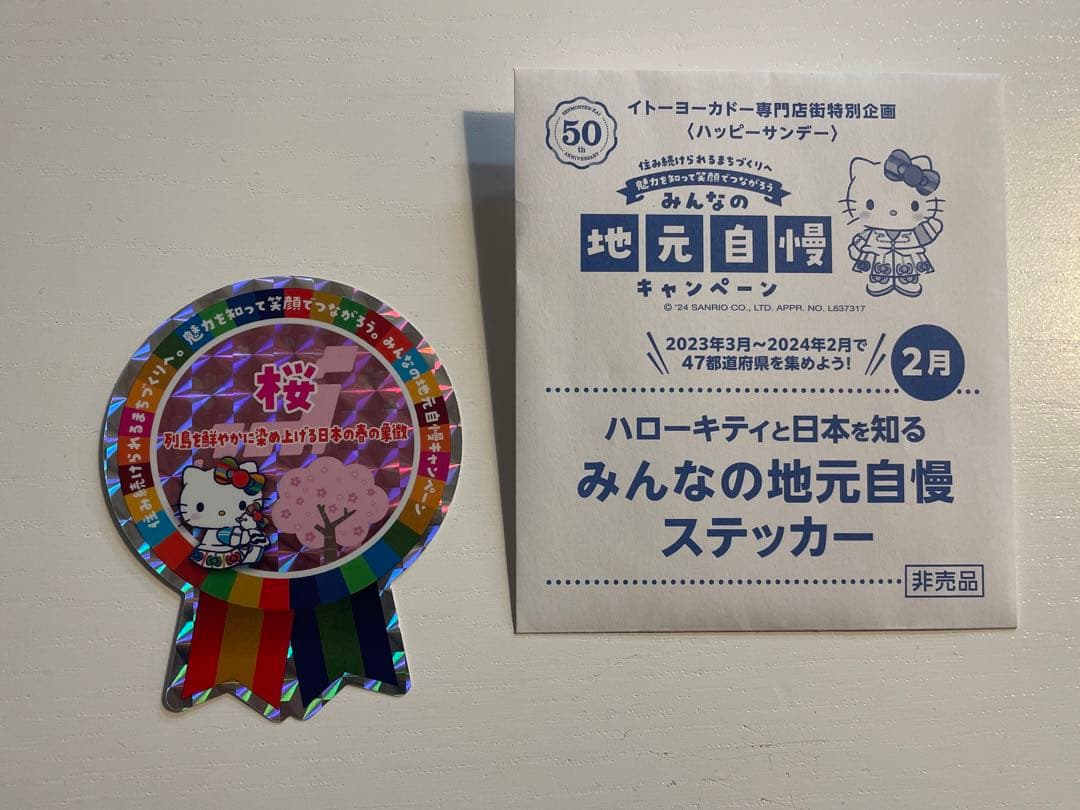 住み続けられるまちづくりへ。魅力を知って笑顔でつながろう。みんなの地元自慢キャンペーン
桜
列島を鮮やかに染め上げる日本の春の象徴
SENMONTEN-KAI
50th
ANNIVERSARY
イトーヨーカドー専門店街特別企画
〈ハッピーサンデー〉
住み続けられるまちづくりへ
魅力を知って笑顔でつながろう
みんなの
地元自慢
キャンペーン
© '24 SANRIO CO., LTD. APPR. NO. L637317
2023年3月~2024年2月で
47都道府県を集めよう!
2月
ハローキティと日本を知る
みんなの地元自慢
ステッカー
非売品